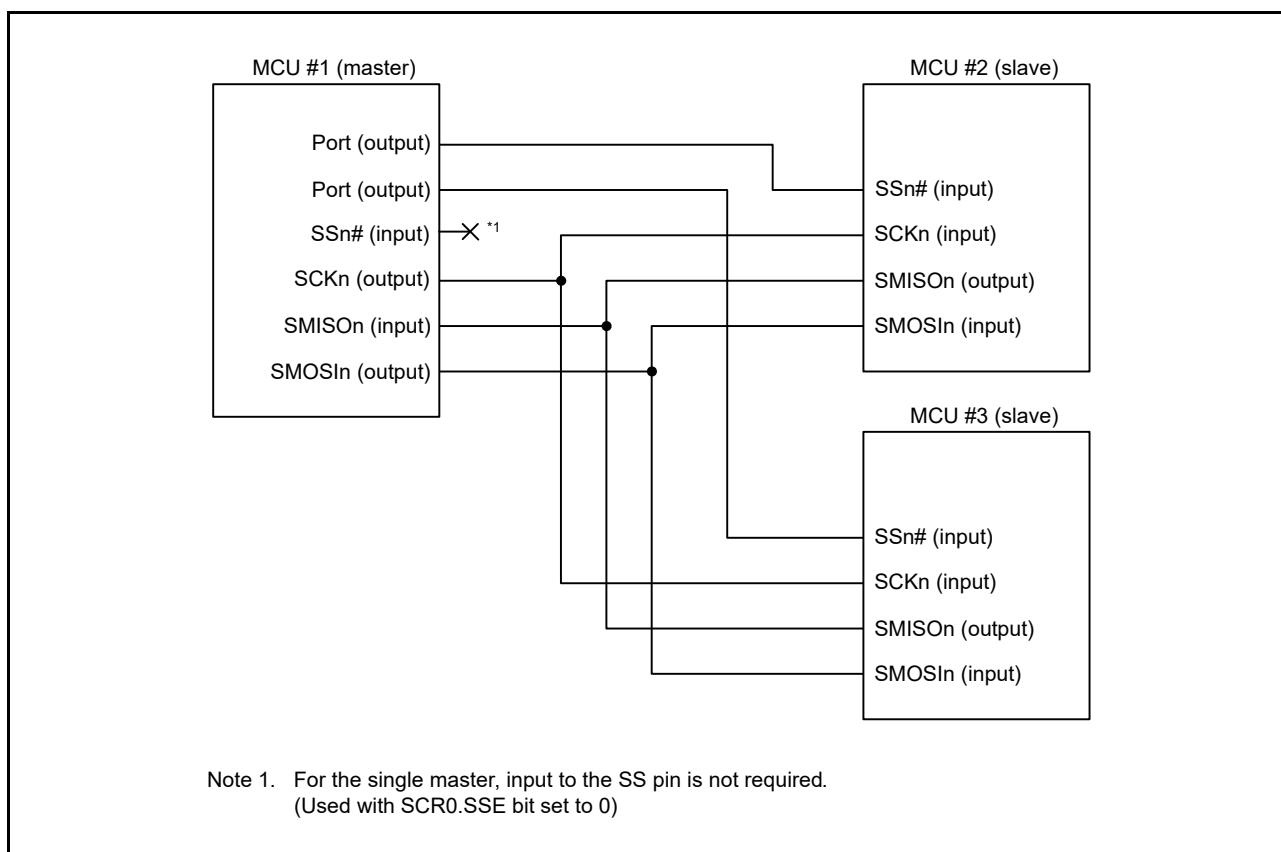 MCU #1 (master)
Port (output)
Port (output)
SSn# (input)
*1
SCKn (output)
SMISOn (input)
SMOSIn (output)
MCU #2 (slave)
SSn# (input)
SCKn (input)
SMISOn (output)
SMOSIn (input)
MCU #3 (slave)
SSn# (input)
SCKn (input)
SMISOn (output)
SMOSIn (input)
Note 1. For the single master, input to the SS pin is not required.
(Used with SCR0.SSE bit set to 0)